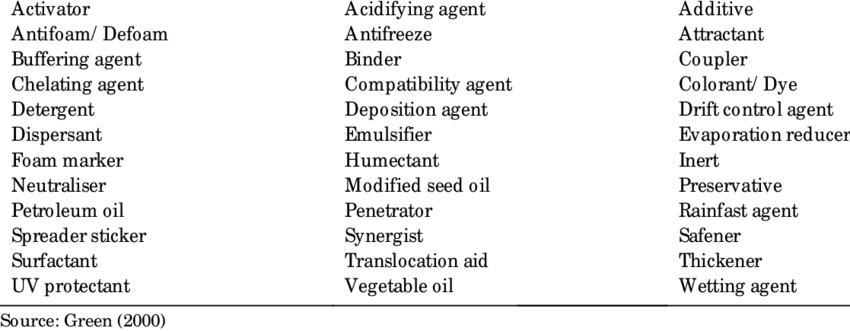 Activator Acidifying agent Additive
Antifoam/ Defoam Antifreeze Attractant
Buffering agent Binder Coupler
Chelating agent Compatibility agent Colorant/ Dye
Detergent Deposition agent Drift control agent
Dispersant Emulsifier Evaporation reducer
Foam marker Humectant Inert
Neutraliser Modified seed oil Preservative
Petroleum oil Penetrator Rainfast agent
Spreader sticker Synergist Safener
Surfactant Translocation aid Thickener
UV protectant Vegetable oil Wetting agent
Source: Green (2000)